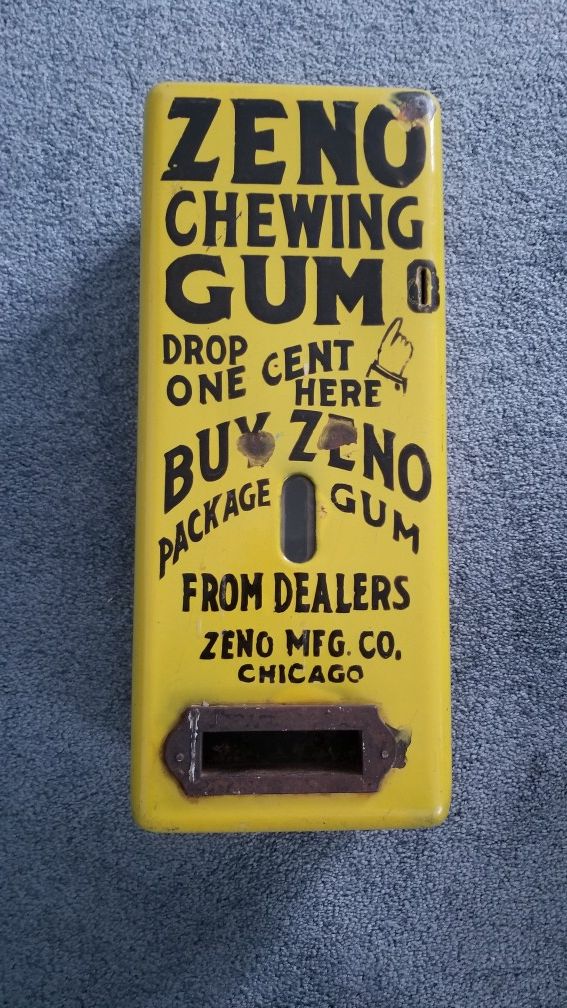 ZENO
CHEWING
GUM
DROP
ONE CENT
HERE
BUY ZENO
PACKAGE GUM
FROM DEALERS
ZENO MFG. CO.
CHICAGO